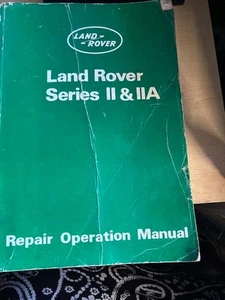 LAND-
ROVER
Land Rover
Series II & IIA
Repair Operation Manual